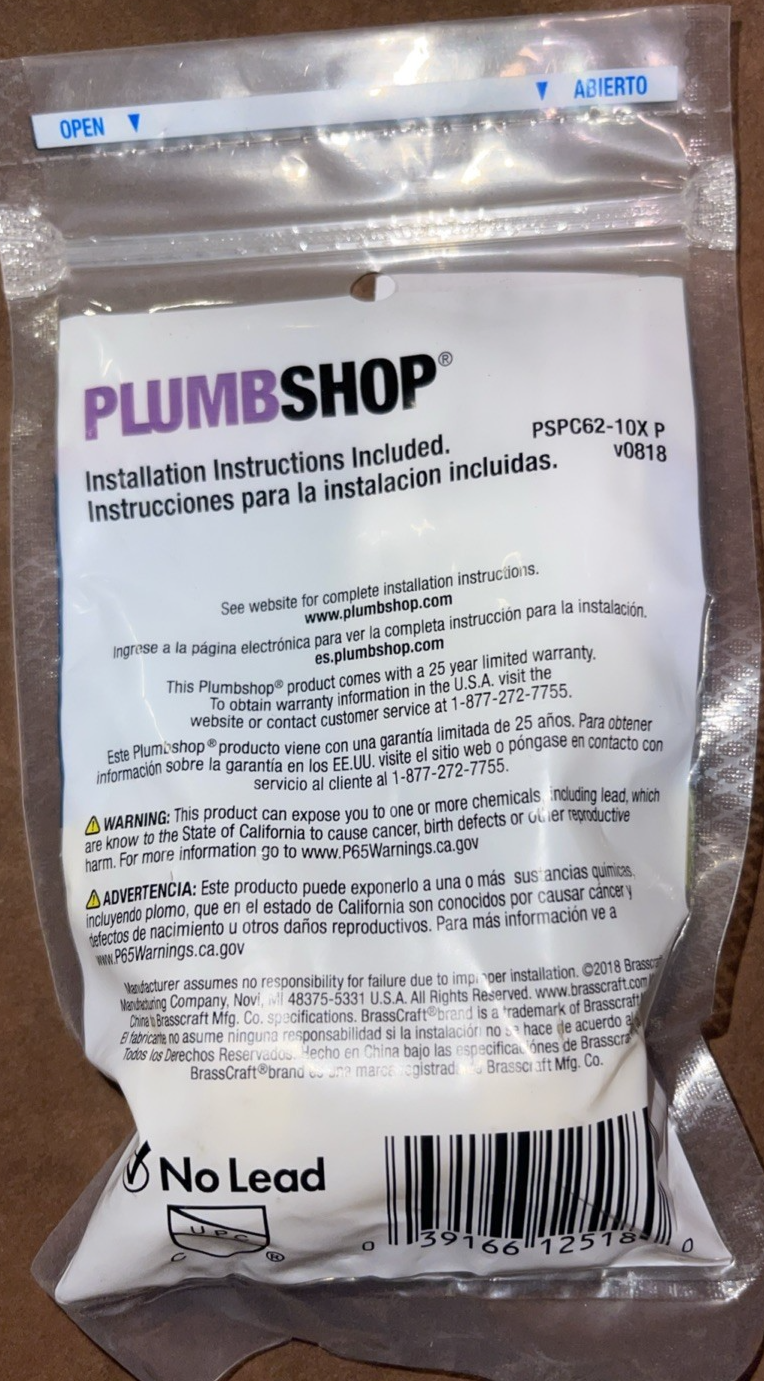 OPEN ▼ ▼ ABIERTO
PLUMBSHOP®
PSPC62-10X P
v0818
Installation Instructions Included.
Instrucciones para la instalacion incluidas.
See website for complete installation instructions.
www.plumbshop.com
Ingrese a la página electrónica para ver la completa instrucción para la instalación.
es.plumbshop.com
This Plumbshop® product comes with a 25 year limited warranty.
To obtain warranty information in the U.S.A. visit the
website or contact customer service at 1-877-272-7755.
Este Plumbshop® producto viene con una garantía limitada de 25 años. Para obtener
información sobre la garantía en los EE.UU. visite el sitio web o póngase en contacto con
servicio al cliente al 1-877-272-7755.
⚠ WARNING: This product can expose you to one or more chemicals including lead, which
are know to the State of California to cause cancer, birth defects or other reproductive
harm. For more information go to www.P65Warnings.ca.gov
⚠ ADVERTENCIA: Este producto puede exponerlo a una o más sustancias químicas,
incluyendo plomo, que en el estado de California son conocidos por causar cáncer y
defectos de nacimiento u otros daños reproductivos. Para más información ve a
www.P65Warnings.ca.gov
Manufacturer assumes no responsibility for failure due to improper installation. ©2018 Brasscraft
Manufacturing Company, Novi, MI 48375-5331 U.S.A. All Rights Reserved. www.brasscraft.com
China Brasscraft Mfg. Co. specifications. BrassCraft® brand is a trademark of Brasscraft
El fabricante no asume ninguna responsabilidad si la instalación no se hace de acuerdo a
Todos los Derechos Reservados. Hecho en China bajo las especificaciónes de Brasscra
BrassCraft® brand es una marca registrad Brasscraft Mfg. Co.
No Lead
UPC
C ®
0 39166 12518 0